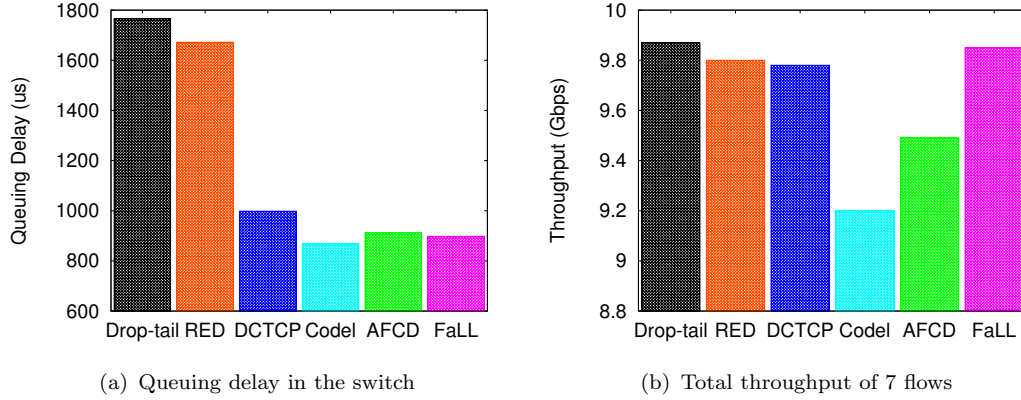 Queuing Delay (us)
1800
1600
1400
1200
1000
800
600
Drop-tail RED DCTCP Codel AFCD FaLL
(a) Queuing delay in the switch
Throughput (Gbps)
10
9.8
9.6
9.4
9.2
9
8.8
Drop-tail RED DCTCP Codel AFCD FaLL
(b) Total throughput of 7 flows